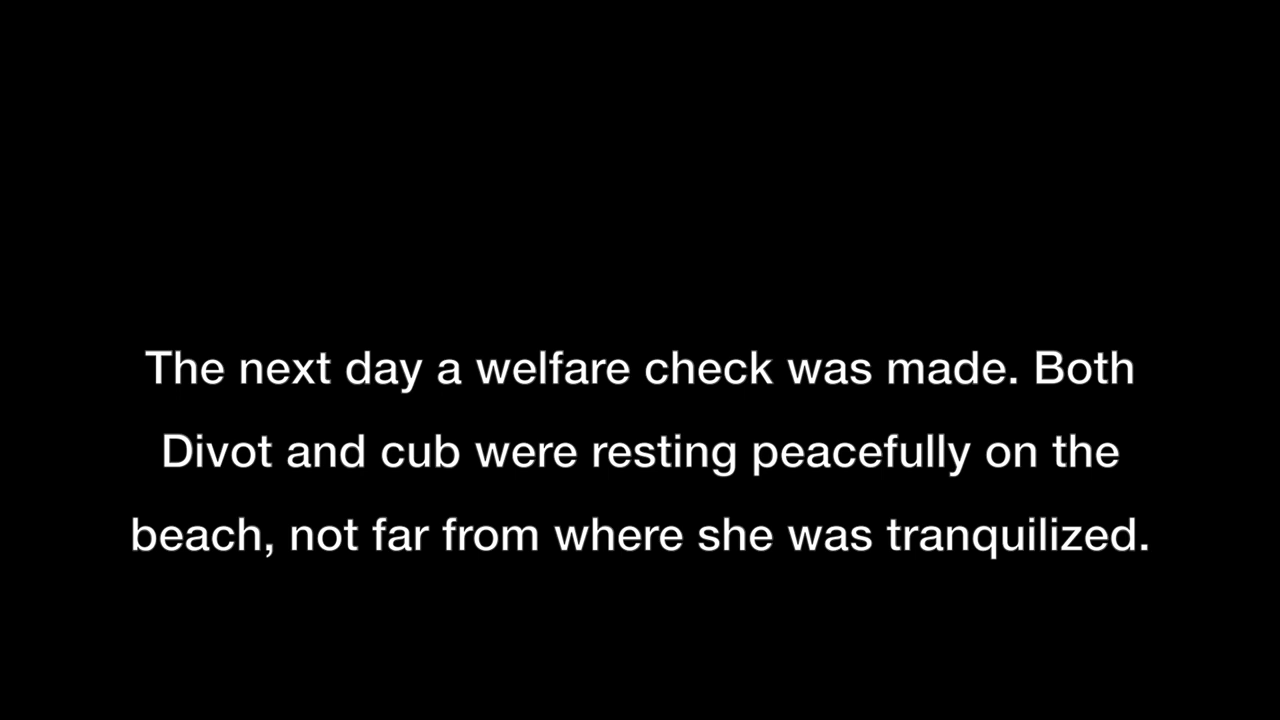 The next day a welfare check was made. Both
Divot and cub were resting peacefully on the
beach, not far from where she was tranquilized.